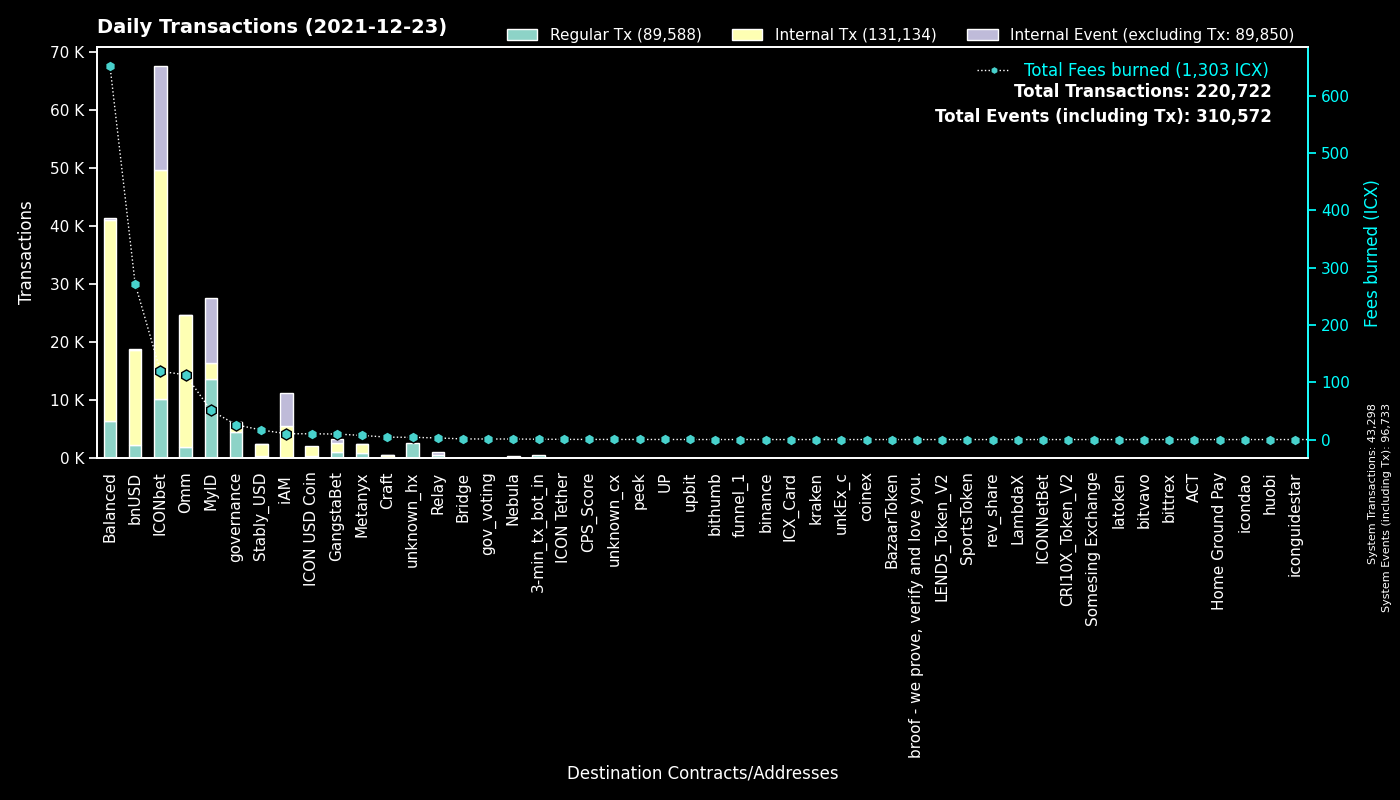 Daily Transactions (2021-12-23)
Regular Tx (89,588)
Internal Tx (131,134)
Internal Event (excluding Tx: 89,850)
Total Fees burned (1,303 ICX)
Total Transactions: 220,722
Total Events (including Tx): 310,572
Transactions
70 K
60 K
50 K
40 K
30 K
20 K
10 K
0 K
600
500
400
300
200
100
0
Fees burned (ICX)
System Transactions: 43,298
System Events (including Tx): 96,733
Balanced
bnUSD
ICONbet
Omm
MyID
governance
Stably_USD
iAM
ICON USD Coin
GangstaBet
Metanyx
Craft
unknown_hx
Relay
Bridge
gov_voting
Nebula
3-min_tx_bot_in
ICON Tether
CPS_Score
unknown_cx
peek
UP
upbit
bithumb
funnel_1
binance
ICX_Card
kraken
unkEx_c
coinex
BazaarToken
broof - we prove, verify and love you.
LEND5_Token_V2
SportsToken
rev_share
LambdaX
ICONNetBet
CRI10X_Token_V2
Somesing Exchange
latoken
bitvavo
bittrex
ACT
Home Ground Pay
icondao
huobi
iconguidestar
Destination Contracts/Addresses